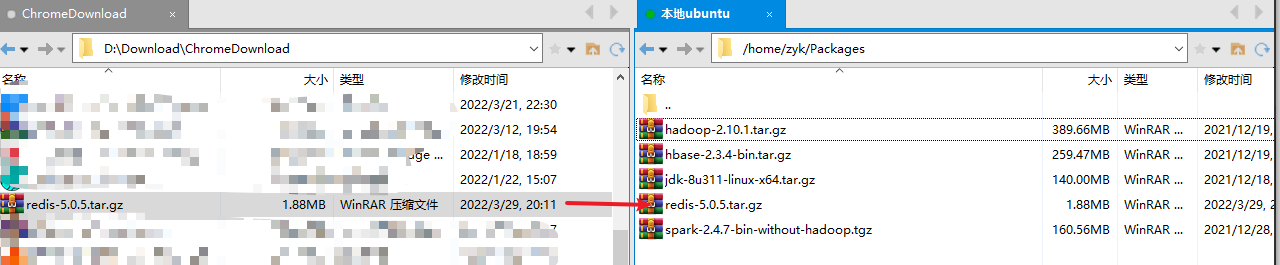 ChromeDownload ×
D:\Download\ChromeDownload
名称 大小 类型 修改时间
2022/3/21, 22:30
2022/3/12, 19:54
2022/1/18, 18:59
2022/1/22, 15:07
redis-5.0.5.tar.gz 1.88MB WinRAR 压缩文件 2022/3/29, 20:11
本地ubuntu ×
/home/zyk/Packages
名称 大小 类型 修改时间
..
hadoop-2.10.1.tar.gz 389.66MB WinRAR ... 2021/12/19,
hbase-2.3.4-bin.tar.gz 259.47MB WinRAR ... 2021/12/19,
jdk-8u311-linux-x64.tar.gz 140.00MB WinRAR ... 2021/12/18,
redis-5.0.5.tar.gz 1.88MB WinRAR ... 2022/3/29,
spark-2.4.7-bin-without-hadoop.tgz 160.56MB WinRAR ... 2021/12/28,